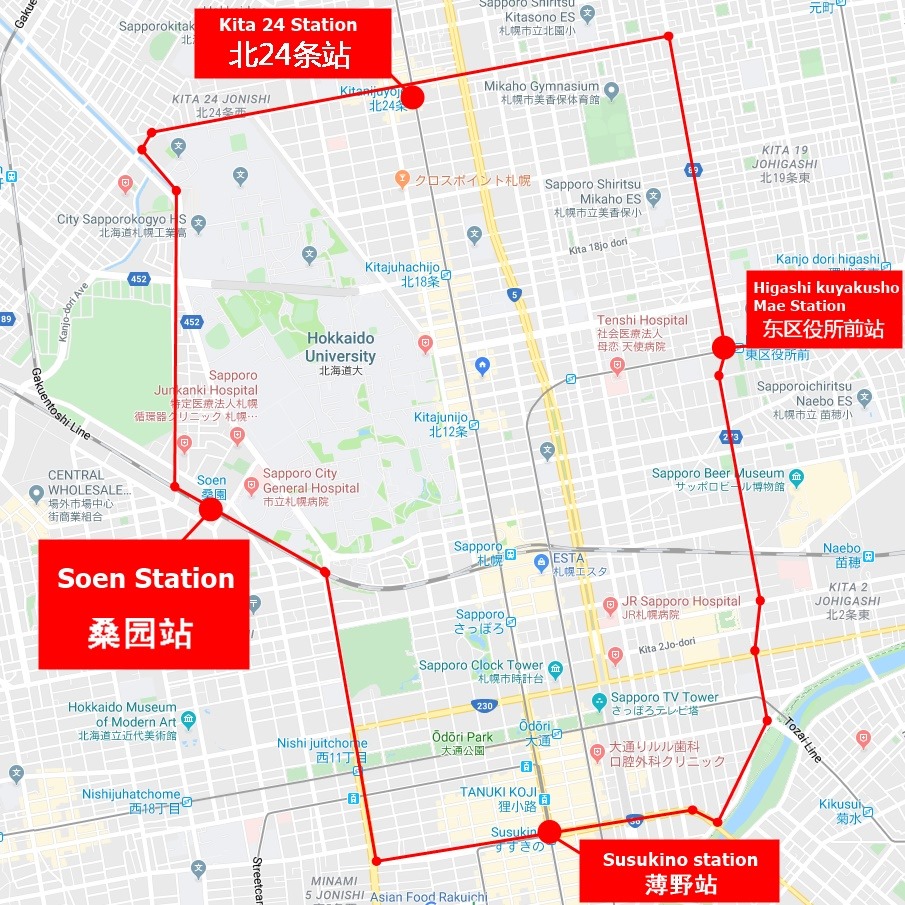 元町
Sapporo Shiritsu
Kitasono ES
札幌市立北園小
Kita 24 Station
北24条站
Kitanijuyojo
北24条
Mikaho Gymnasium
札幌市美香保体育館
KITA 24 JONISHI
北24条西
KITA 19
JOHIGASHI
北19条東
クロスポイント札幌
Sapporo Shiritsu
Mikaho ES
札幌市立美香保小
89
City Sapporokogyo HS
北海道札幌工業高
Kita 18jo dori
Kanjo dori higashi
Kitajuhachijo
北18条
452
Kanjo-dori Ave
5
Higashi kuyakusho
Mae Station
东区役所前站
東区役所前
89
452
Hokkaido
University
北海道大
Tenshi Hospital
社会医療法人
母恋 天使病院
Gakuentoshi-Line
Sapporo
Junkanki Hospital
特定医療法人札幌
循環器クリニック 札幌…
Sapporoichiritsu
Naebo ES
札幌市立 苗穂小
Kitajunijo
北12条
273
CENTRAL
WHOLESALE...
場外市場中心
街商業組合
Soen
桑園
Sapporo City
General Hospital
市立札幌病院
Sapporo Beer Museum
サッポロビール博物館
Sapporo
札幌
ESTA
札幌エスタ
Naebo
苗穂
Soen Station
桑园站
KITA 2
JOHIGASHI
北2条東
JR Sapporo Hospital
JR札幌病院
Sapporo
さっぽろ
Kita 2Jo-dori
Sapporo Clock Tower
札幌市時計台
Hokkaido Museum
of Modern Art
北海道立近代美術館
230
Sapporo TV Tower
さっぽろテレビ塔
Nishi juitchome
西11丁目
Ōdōri Park
大通公園
Ōdōri
大通
大通りルル歯科
口腔外科クリニック
Tozai-Line
Nishijuhatchome
西18丁目
TANUKI KOJI
狸小路
Kikusui
菊水
Susukino
すすきの
36
Susukino station
薄野站
Streetcar
MINAMI
5 JONISHI
Asian Food Rakuichi